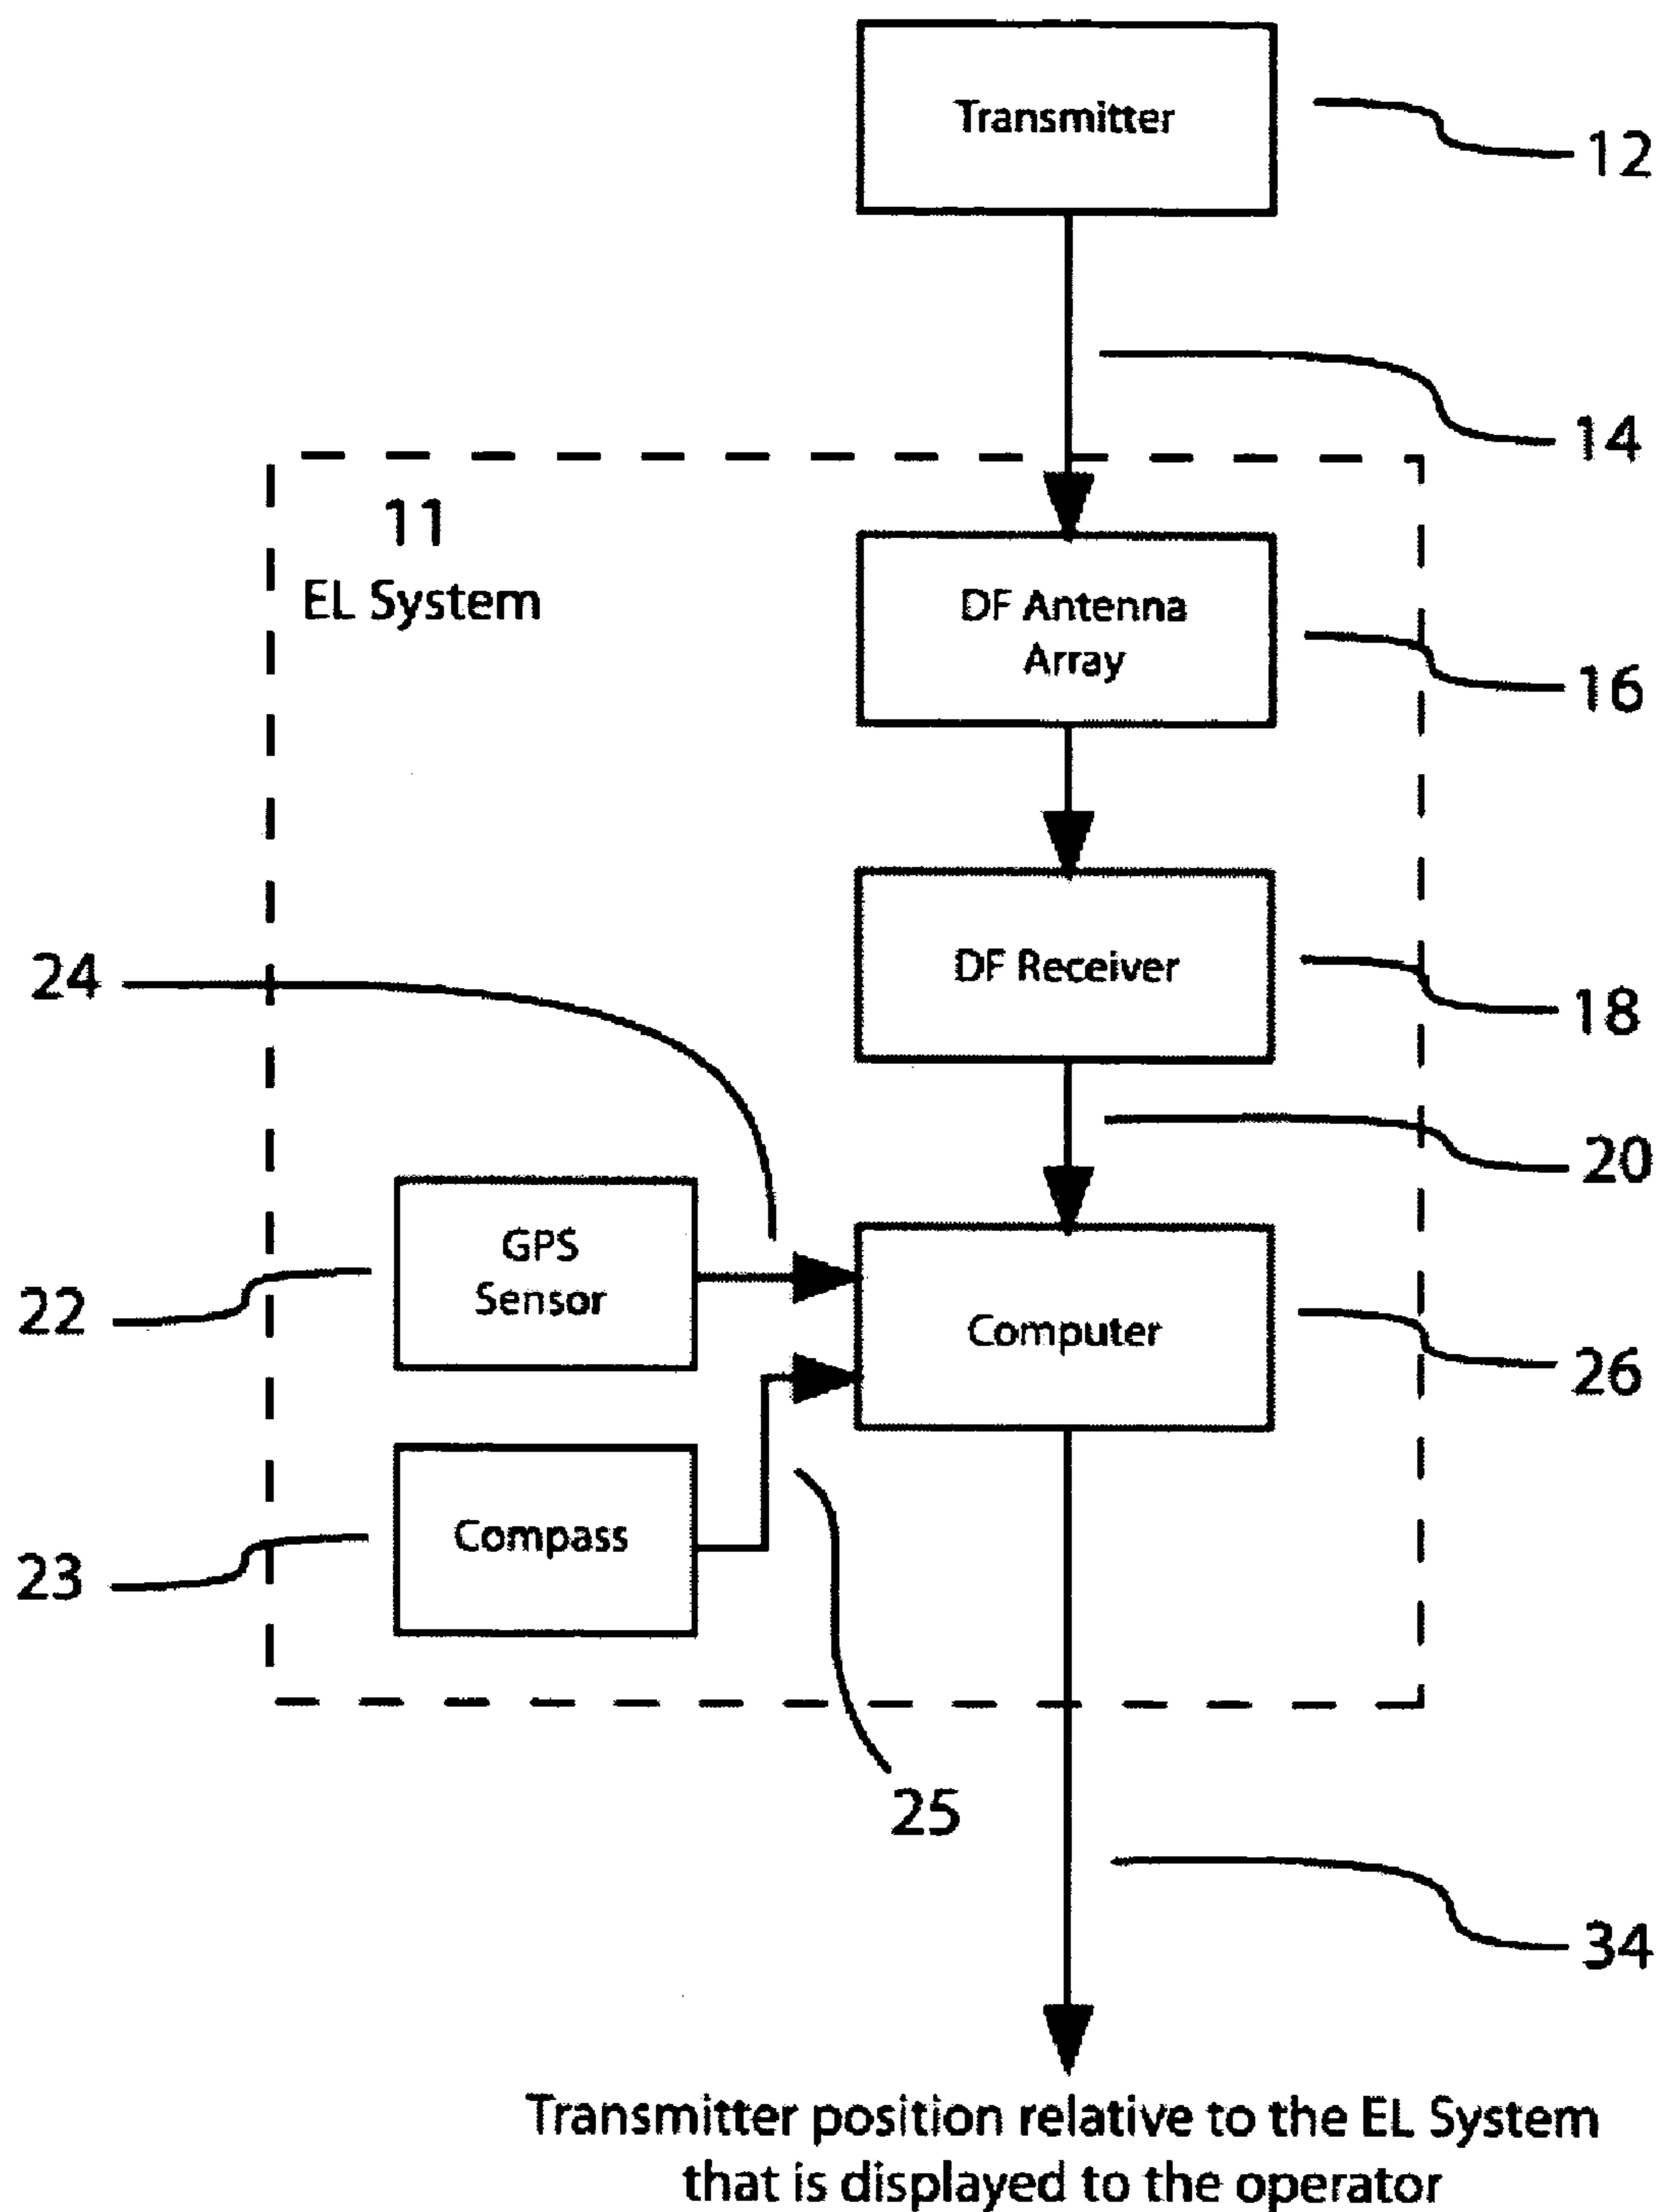 Transmitter
12
14
11
EL System
DF Antenna
Array
16
24
DF Receiver
18
20
GPS
Sensor
22
Computer
26
Compass
23
25
34
Transmitter position relative to the EL System
that is displayed to the operator